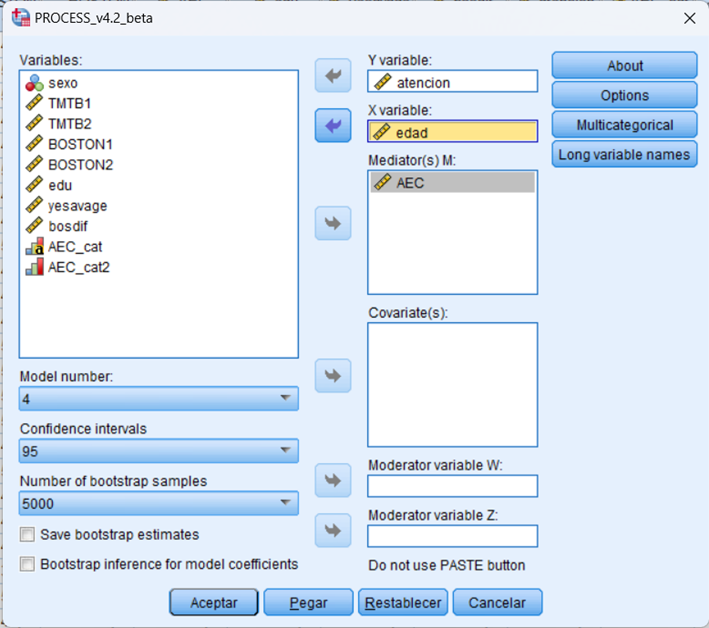 PROCESS_v4.2_beta
Variables:
sexo
TMTB1
TMTB2
BOSTON1
BOSTON2
edu
yesavage
bosdif
AEC_cat
AEC_cat2
Model number:
4
Confidence intervals
95
Number of bootstrap samples
5000
Save bootstrap estimates
Bootstrap inference for model coefficients
Y variable:
atencion
X variable:
edad
Mediator(s) M:
AEC
Covariate(s):
Moderator variable W:
Moderator variable Z:
Do not use PASTE button
About
Options
Multicategorical
Long variable names
Aceptar
Pegar
Restablecer
Cancelar